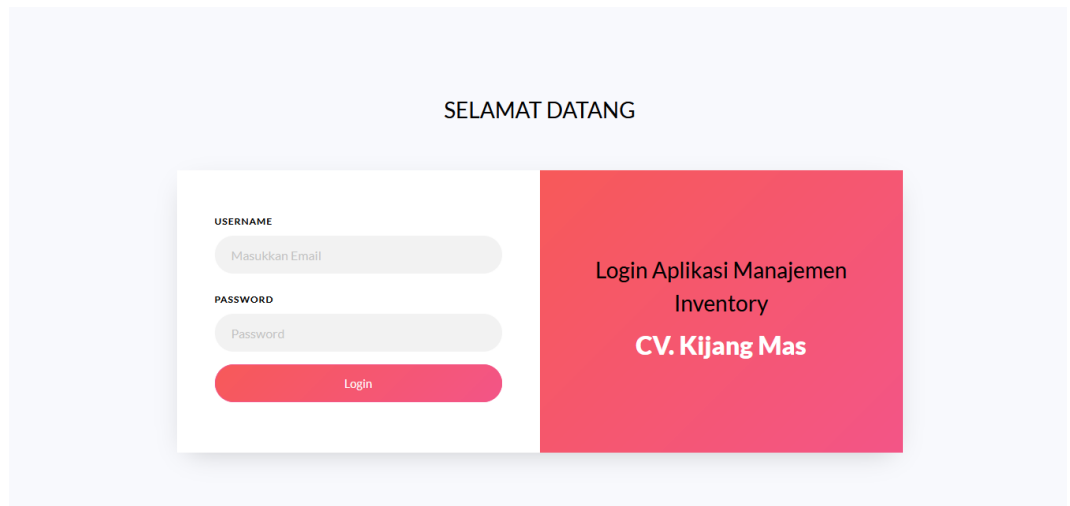 SELAMAT DATANG
USERNAME
Masukkan Email
PASSWORD
Password
Login
Login Aplikasi Manajemen
Inventory
CV. Kijang Mas